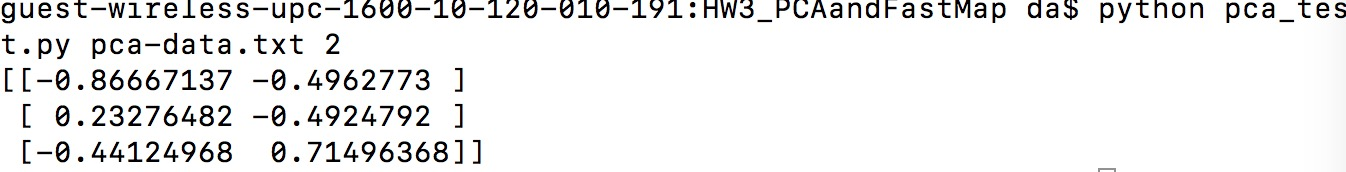 guest-wireless-upc-1600-10-120-010-191:HW3_PCAandFastMap da$ python pca_tes
t.py pca-data.txt 2
[[-0.86667137 -0.4962773 ]
 [ 0.23276482 -0.4924792 ]
 [-0.44124968  0.71496368]]